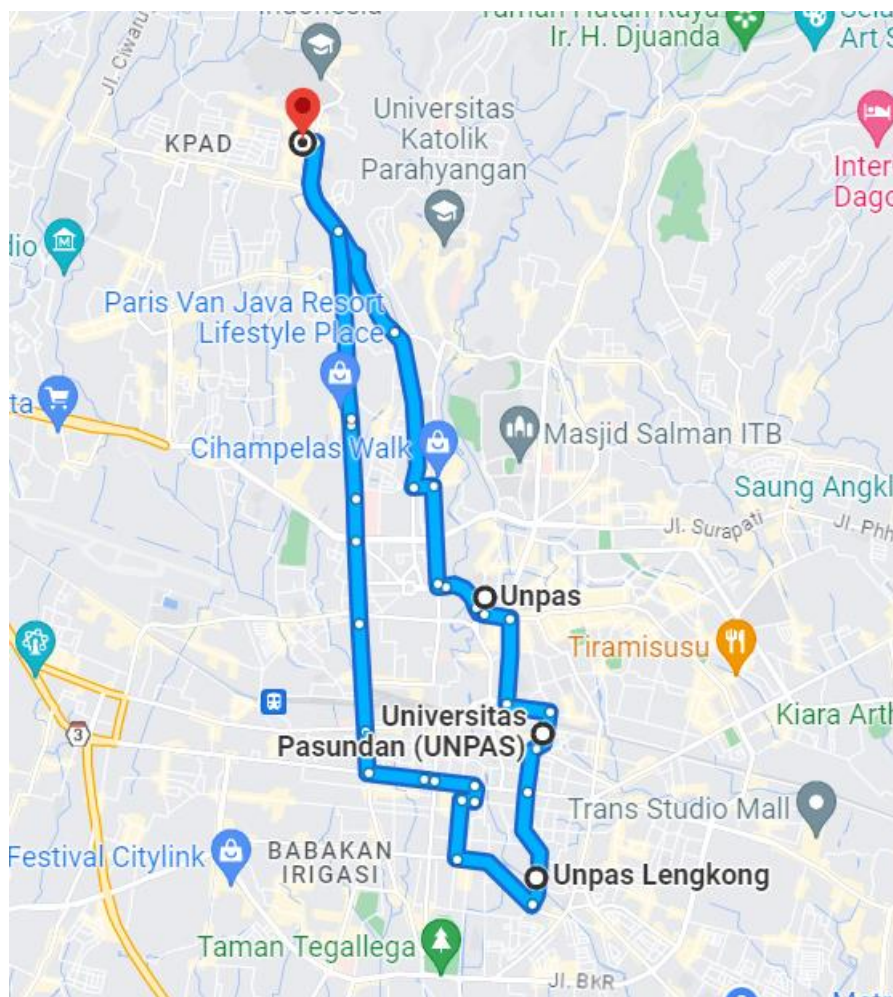 Indonesia
Taman Hutan Raya
Ir. H. Djuanda
Art S
Jl. Ciwaru
KPAD
Universitas
Katolik
Parahyangan
Inter
Dago
dio
Paris Van Java Resort
Lifestyle Place
ta
Cihampelas Walk
Masjid Salman ITB
Saung Angkl
Jl. Surapati
Jl. PHH
Unpas
Tiramisusu
Universitas
Pasundan (UNPAS)
Kiara Arth
3
Trans Studio Mall
Festival Citylink
BABAKAN
IRIGASI
Unpas Lengkong
Taman Tegallega
Jl. BKR